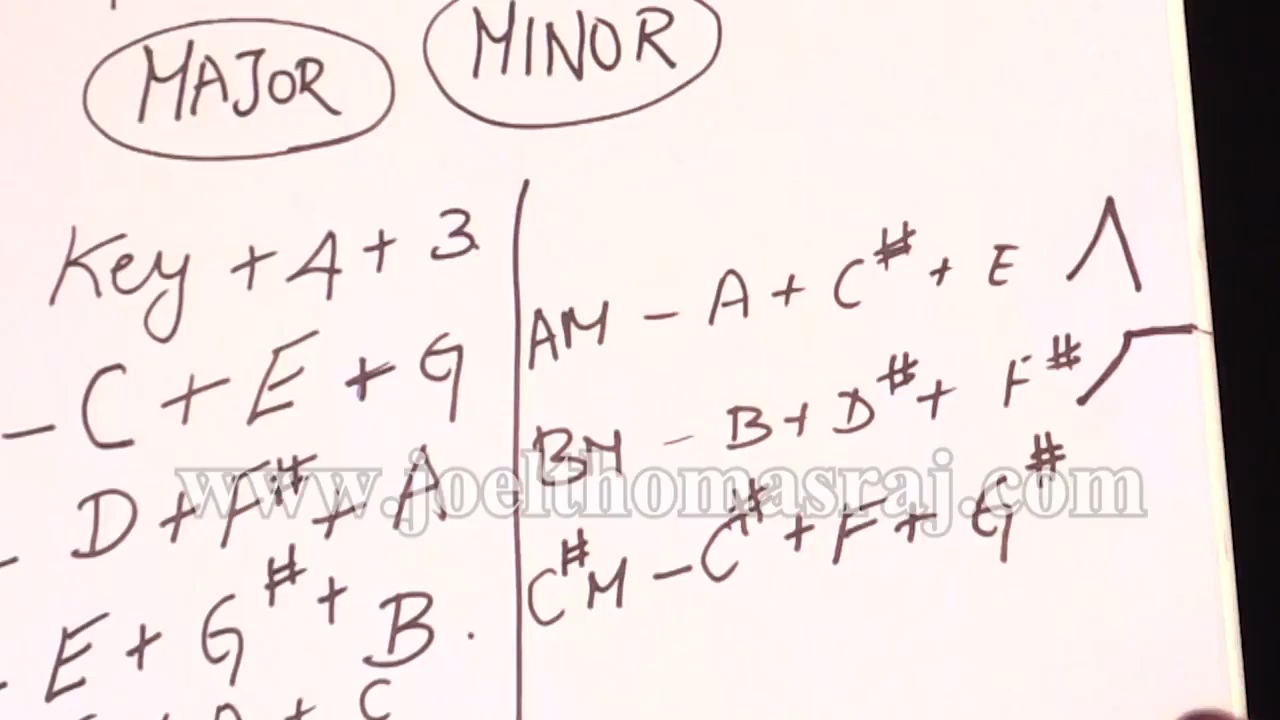 MAJOR
MINOR
Key + 4 + 3
- C + E + G
- D + F# + A
- E + G# + B.
+ C
AM - A + C# + E
BM - B + D# + F#
C#M - C# + F + G#
www.joelthomasraj.com